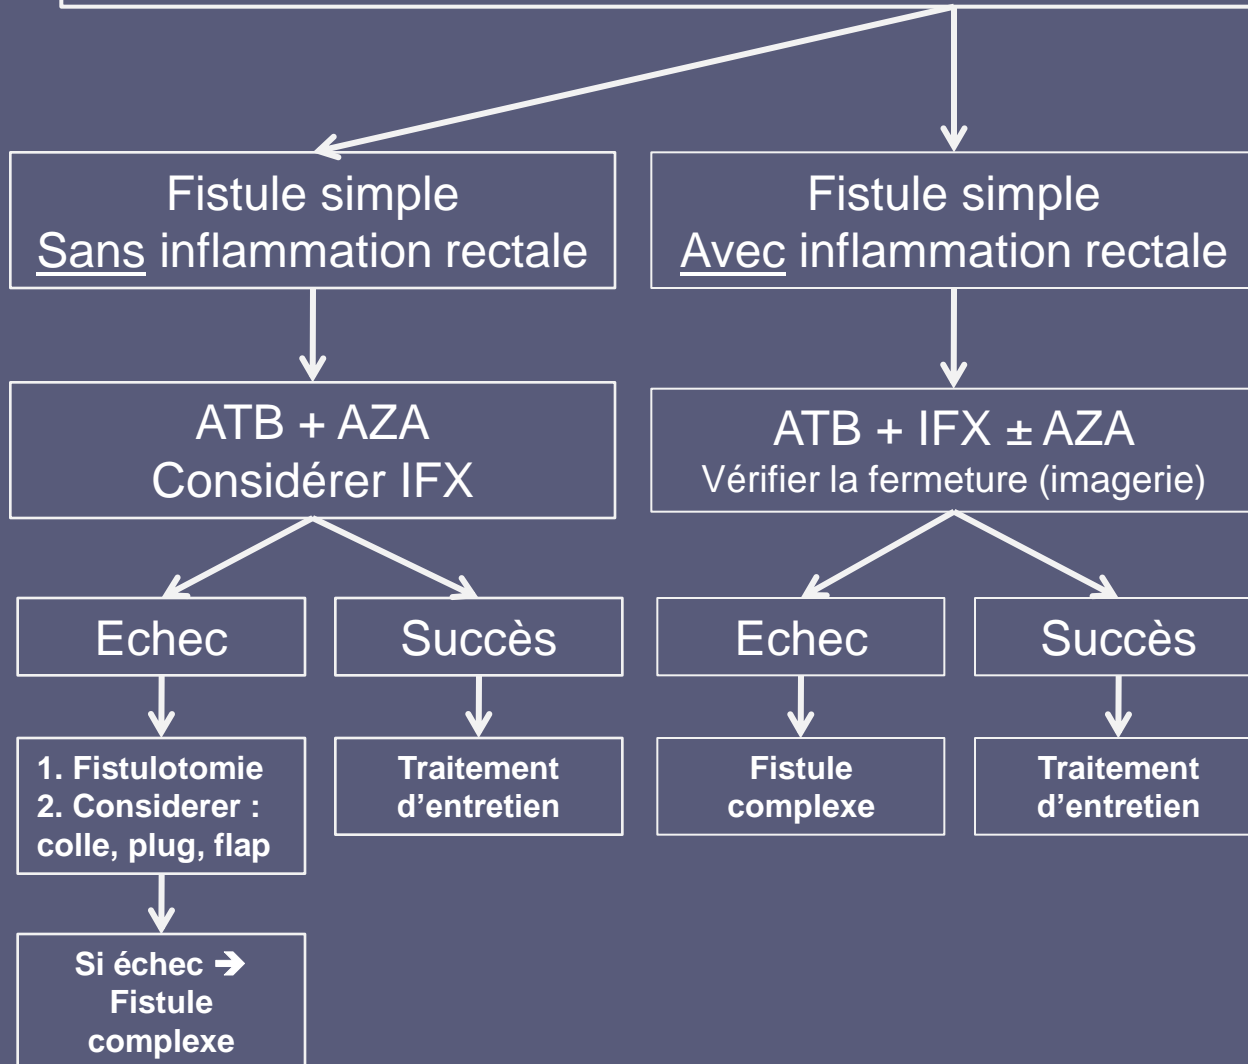 Fistule simple
Sans inflammation rectale
Fistule simple
Avec inflammation rectale
ATB + AZA
Considérer IFX
ATB + IFX ± AZA
Vérifier la fermeture (imagerie)
Echec
Succès
Echec
Succès
1. Fistulotomie
2. Considerer :
colle, plug, flap
Traitement
d’entretien
Fistule
complexe
Traitement
d’entretien
Si échec ➔
Fistule
complexe